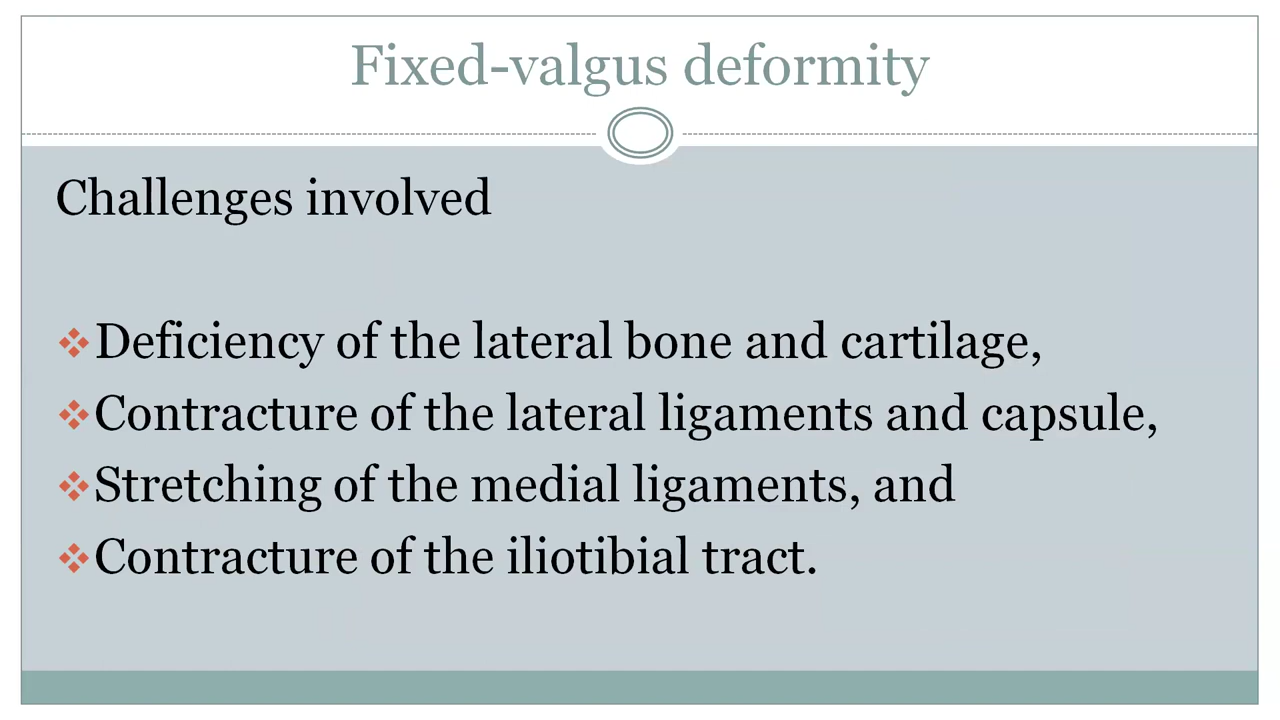 Fixed-valgus deformity
Challenges involved
❖Deficiency of the lateral bone and cartilage,
❖Contracture of the lateral ligaments and capsule,
❖Stretching of the medial ligaments, and
❖Contracture of the iliotibial tract.